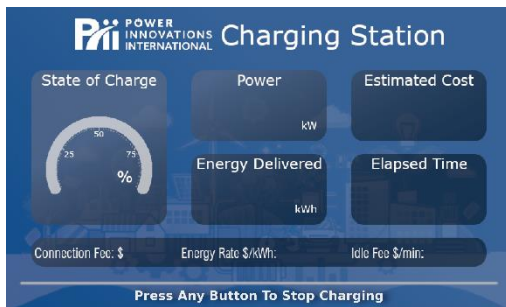 Pii POWER
INNOVATIONS
INTERNATIONAL
Charging Station
State of Charge
50
25
75
%
Power
kW
Estimated Cost
Energy Delivered
kWh
Elapsed Time
Connection Fee: $
Energy Rate $/kWh:
Idle Fee $/min:
Press Any Button To Stop Charging